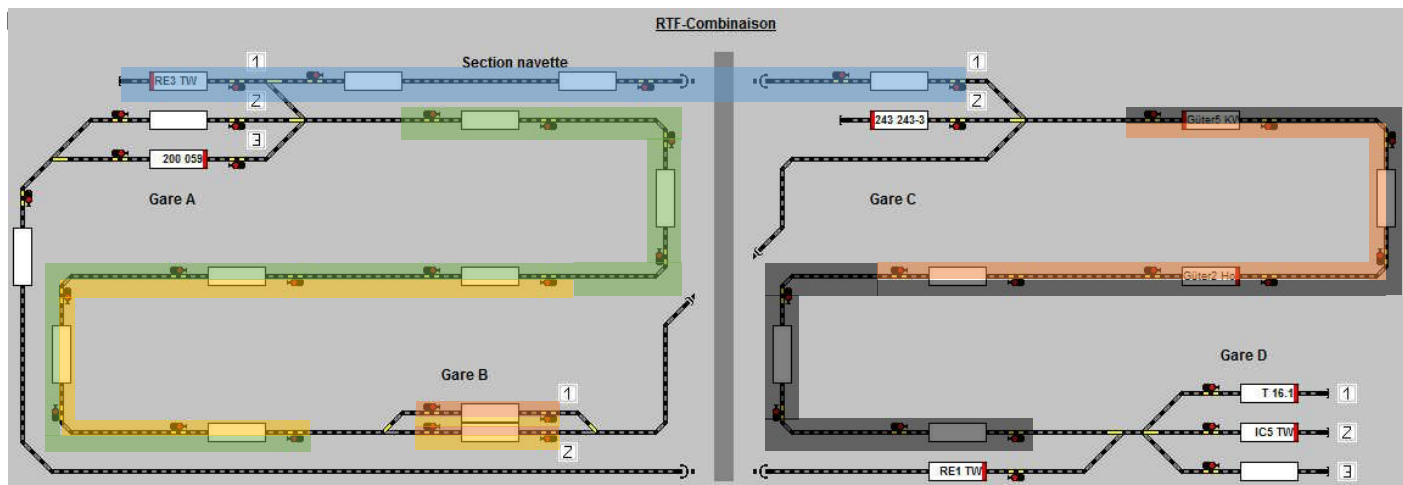 RTF-Combinaison
Section navette
1
RE3 TW
2
3
200 059
Gare A
1
2
243 243-3
Güter5 KV
Gare C
Güter2 Ho
Gare B
1
2
Gare D
T 16.1
1
IC5 TW
2
RE1 TW
3